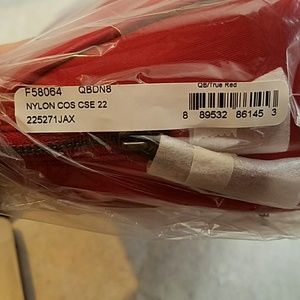 F58064 QBDN8
NYLON COS CSE 22
225271JAX
QB/True Red
8 89532 86145 3